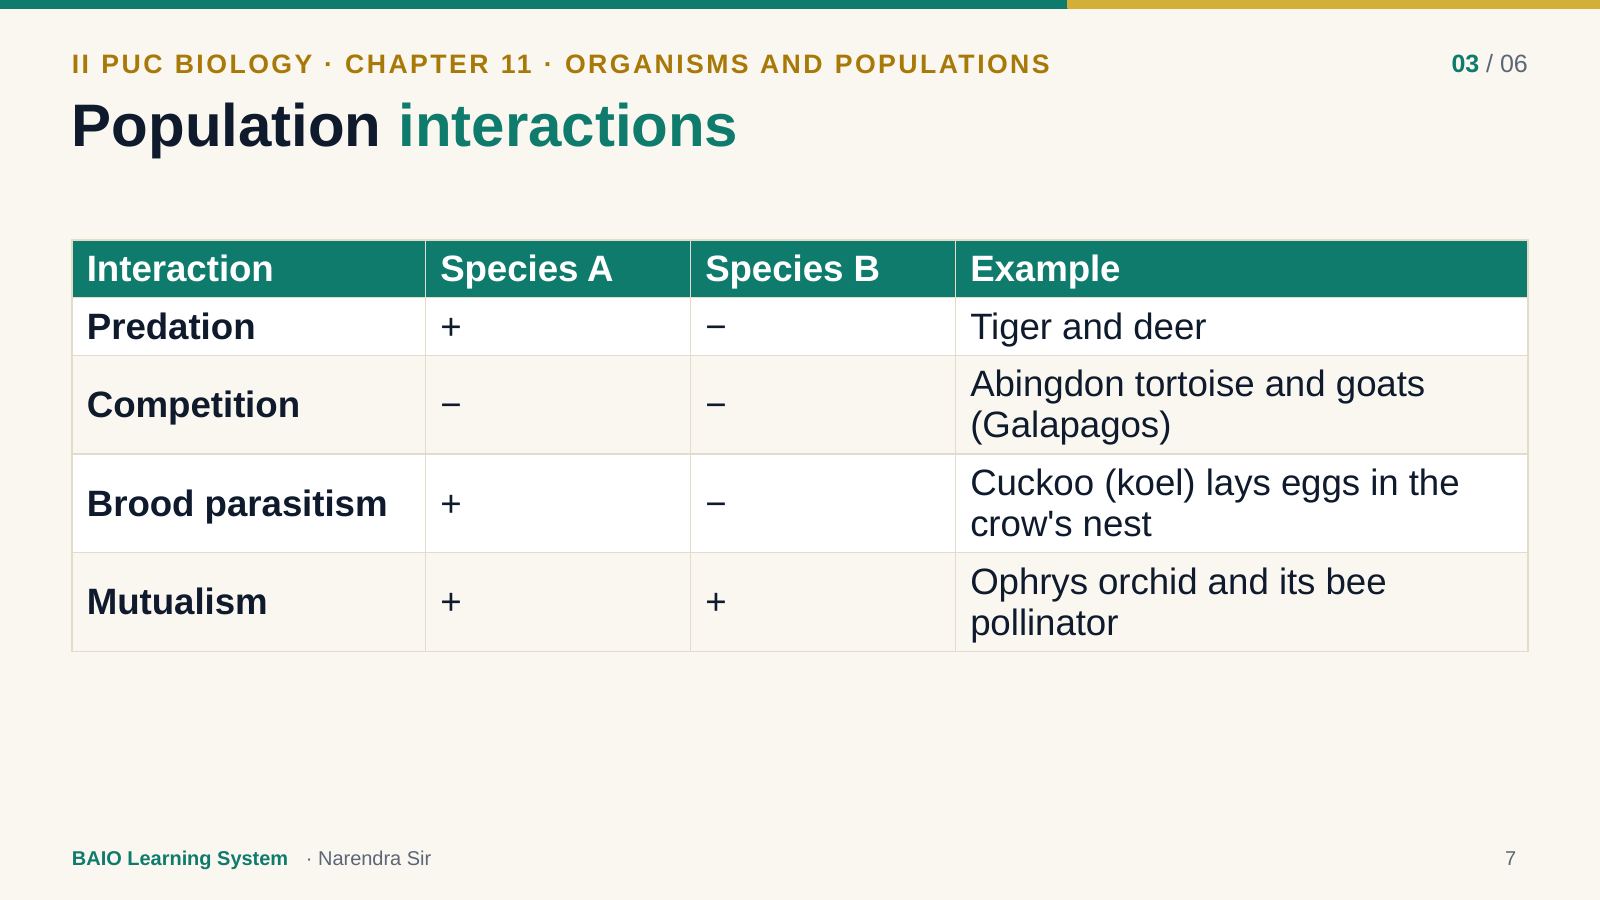 II PUC BIOLOGY · CHAPTER 11 · ORGANISMS AND POPULATIONS
03 / 06
Population interactions
Interaction Species A Species B Example
Predation + − Tiger and deer
Competition − − Abingdon tortoise and goats
(Galapagos)
Brood parasitism + − Cuckoo (koel) lays eggs in the
crow's nest
Mutualism + + Ophrys orchid and its bee
pollinator
BAIO Learning System · Narendra Sir
7